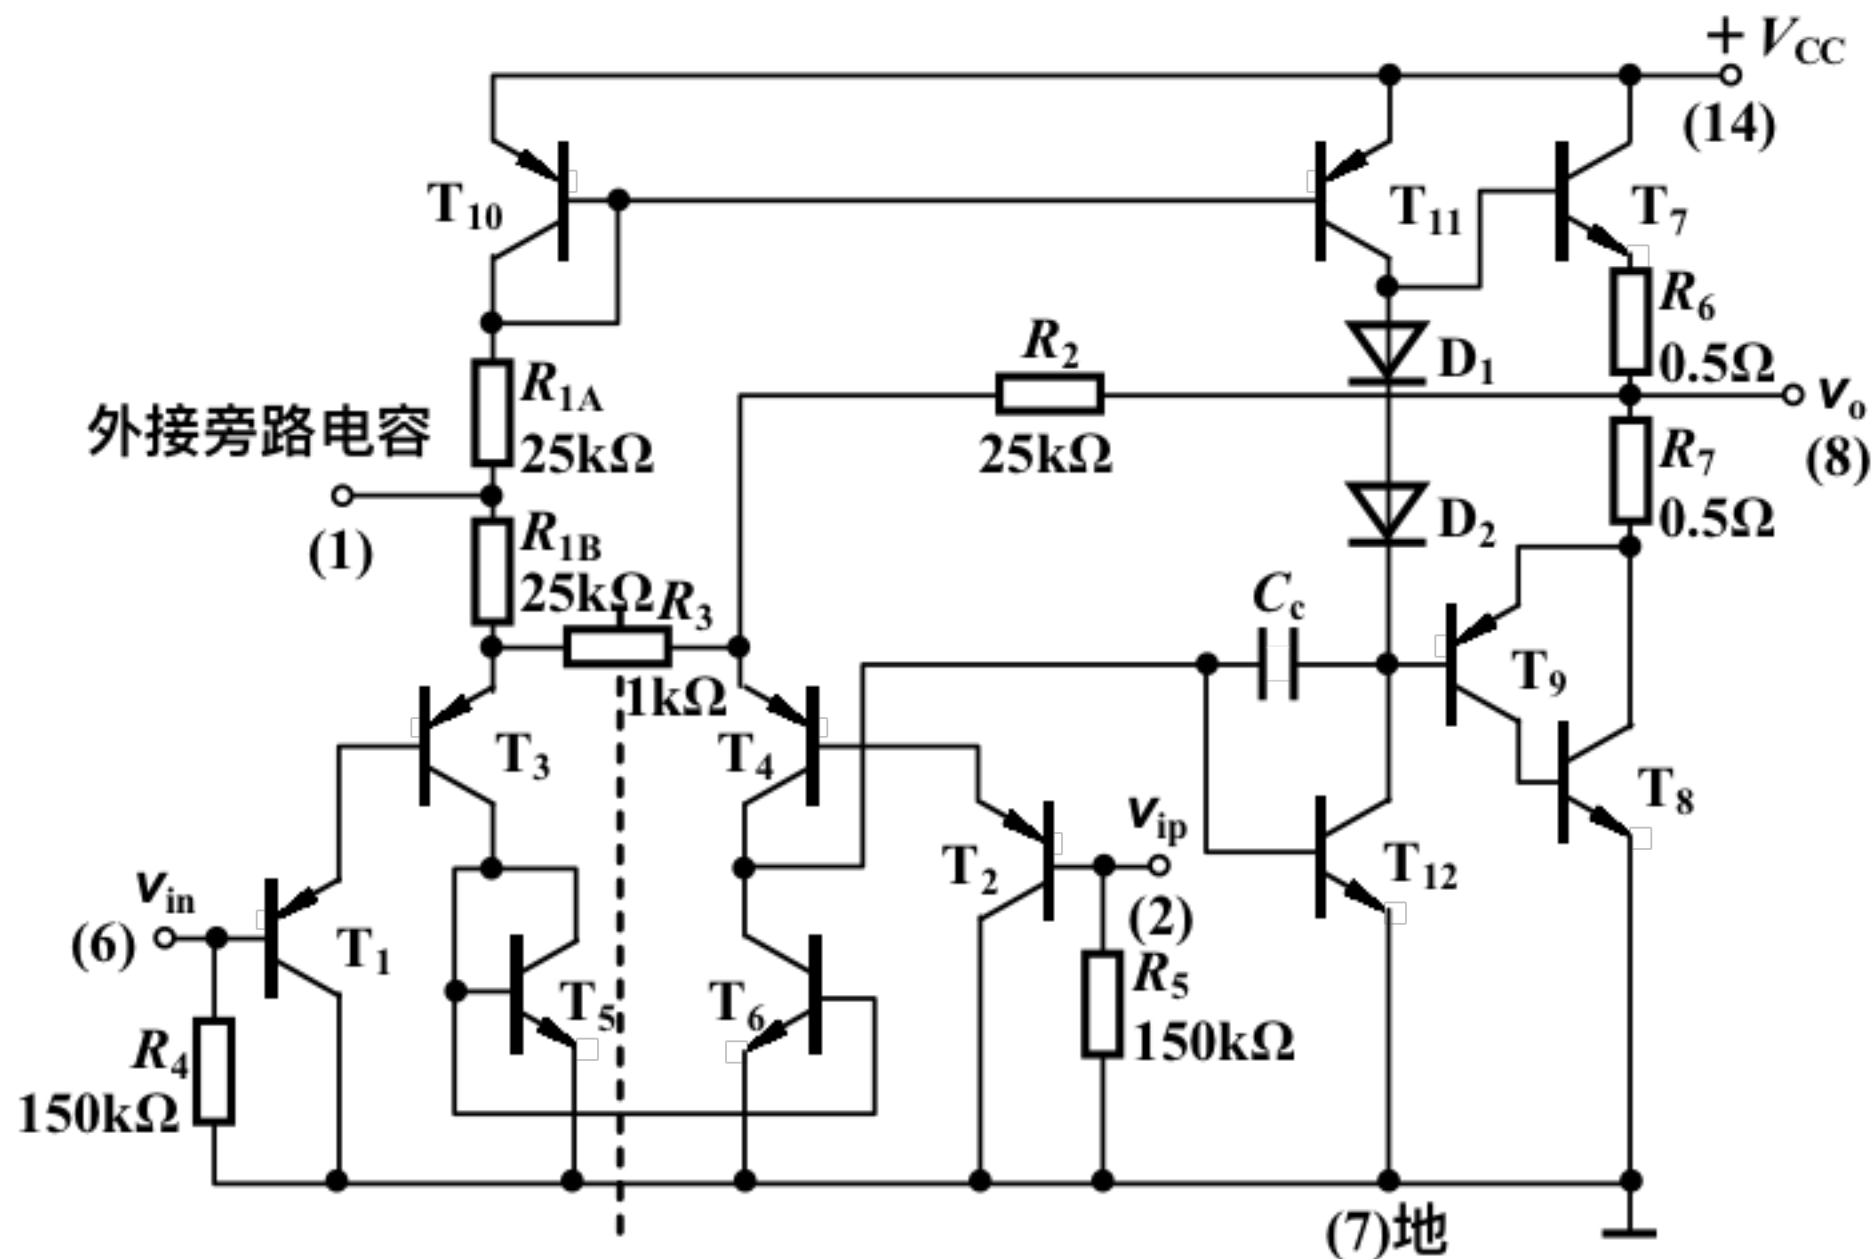 + VCC
(14)
T10
T11
T7
R6
0.5Ω
R1A
25kΩ
外接旁路电容
(1)
R1B
25kΩ
R2
25kΩ
D1
vo
(8)
R7
0.5Ω
D2
R3
1kΩ
Cc
T9
T3
T4
T8
vip
(2)
T2
T12
vin
(6)
T1
T5
T6
R5
150kΩ
R4
150kΩ
(7)地